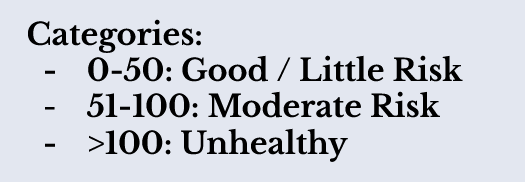 Categories:
- 0-50: Good / Little Risk
- 51-100: Moderate Risk
- >100: Unhealthy